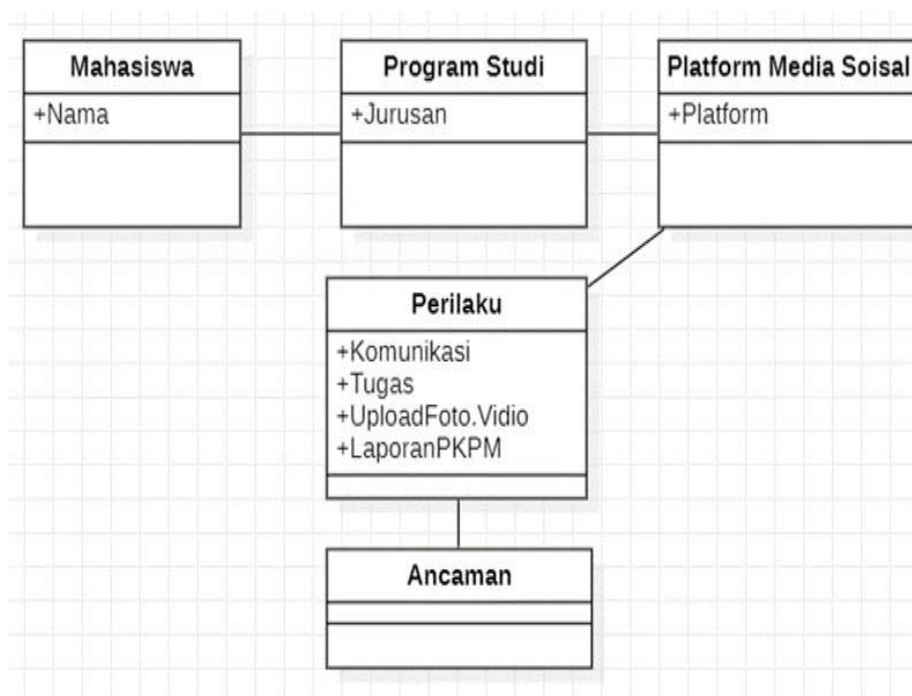 Mahasiswa
+Nama
Program Studi
+Jurusan
Platform Media Soisal
+Platform
Perilaku
+Komunikasi
+Tugas
+UploadFoto.Vidio
+LaporanPKPM
Ancaman